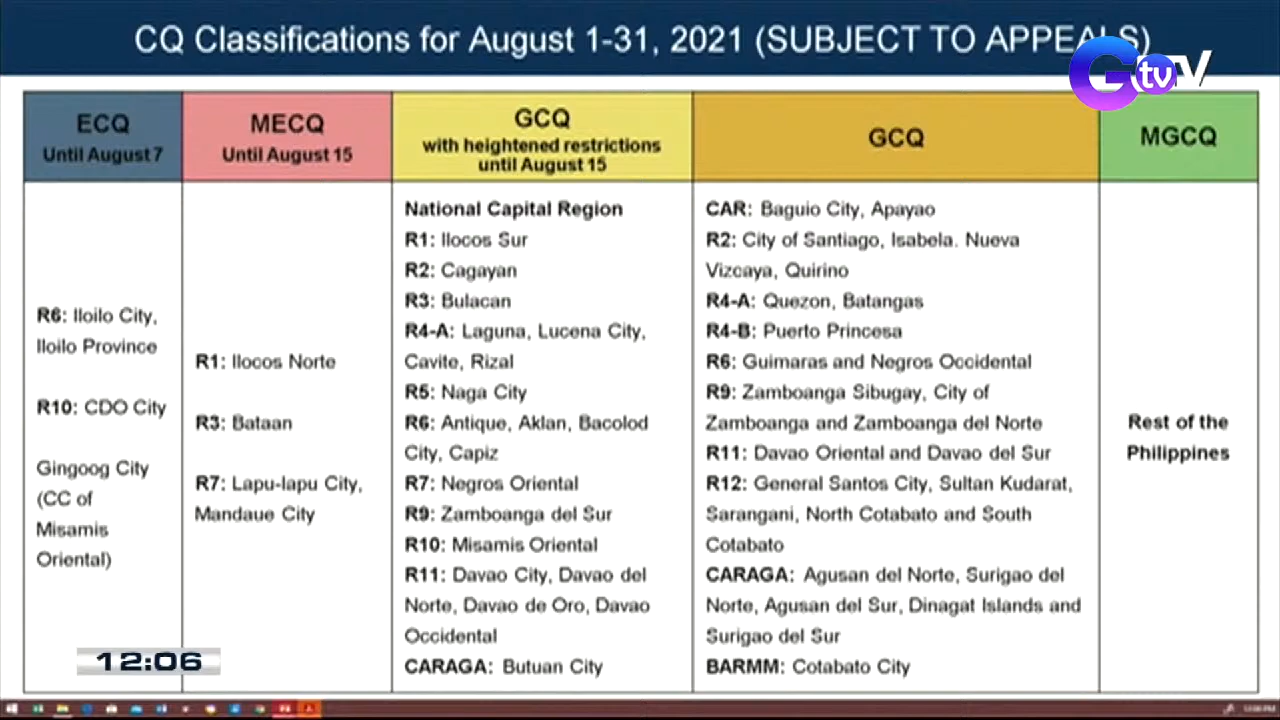 CQ Classifications for August 1-31, 2021 (SUBJECT TO APPEALS)
GtvV
ECQ
Until August 7
MECQ
Until August 15
GCQ
with heightened restrictions
until August 15
GCQ
MGCQ
R6: Iloilo City,
Iloilo Province
R10: CDO City
Gingoog City
(CC of
Misamis
Oriental)
R1: Ilocos Norte
R3: Bataan
R7: Lapu-lapu City,
Mandaue City
National Capital Region
R1: Ilocos Sur
R2: Cagayan
R3: Bulacan
R4-A: Laguna, Lucena City,
Cavite, Rizal
R5: Naga City
R6: Antique, Aklan, Bacolod
City, Capiz
R7: Negros Oriental
R9: Zamboanga del Sur
R10: Misamis Oriental
R11: Davao City, Davao del
Norte, Davao de Oro, Davao
Occidental
CARAGA: Butuan City
CAR: Baguio City, Apayao
R2: City of Santiago, Isabela. Nueva
Vizcaya, Quirino
R4-A: Quezon, Batangas
R4-B: Puerto Princesa
R6: Guimaras and Negros Occidental
R9: Zamboanga Sibugay, City of
Zamboanga and Zamboanga del Norte
R11: Davao Oriental and Davao del Sur
R12: General Santos City, Sultan Kudarat,
Sarangani, North Cotabato and South
Cotabato
CARAGA: Agusan del Norte, Surigao del
Norte, Agusan del Sur, Dinagat Islands and
Surigao del Sur
BARMM: Cotabato City
Rest of the
Philippines
12:06